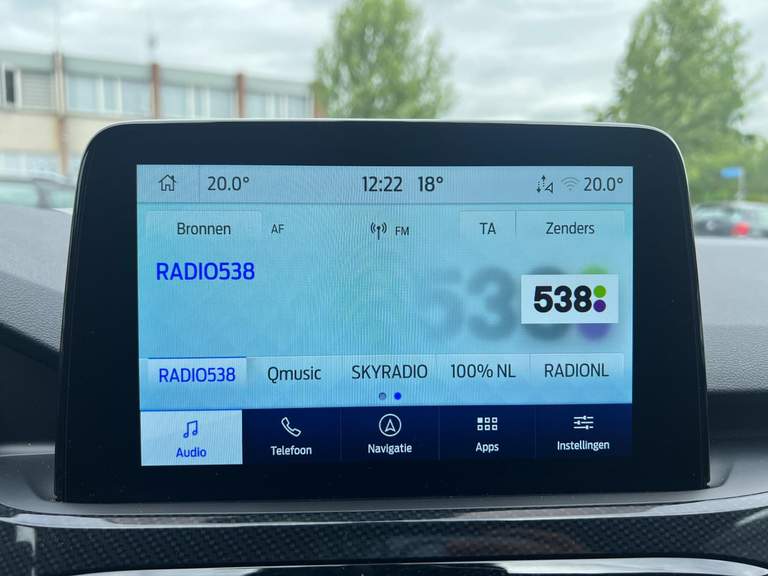 20.0° 12:22 18° 20.0°
Bronnen AF FM TA Zenders
RADIO538
538
538
RADIO538 Qmusic SKYRADIO 100% NL RADIONL
Audio Telefoon Navigatie Apps Instellingen